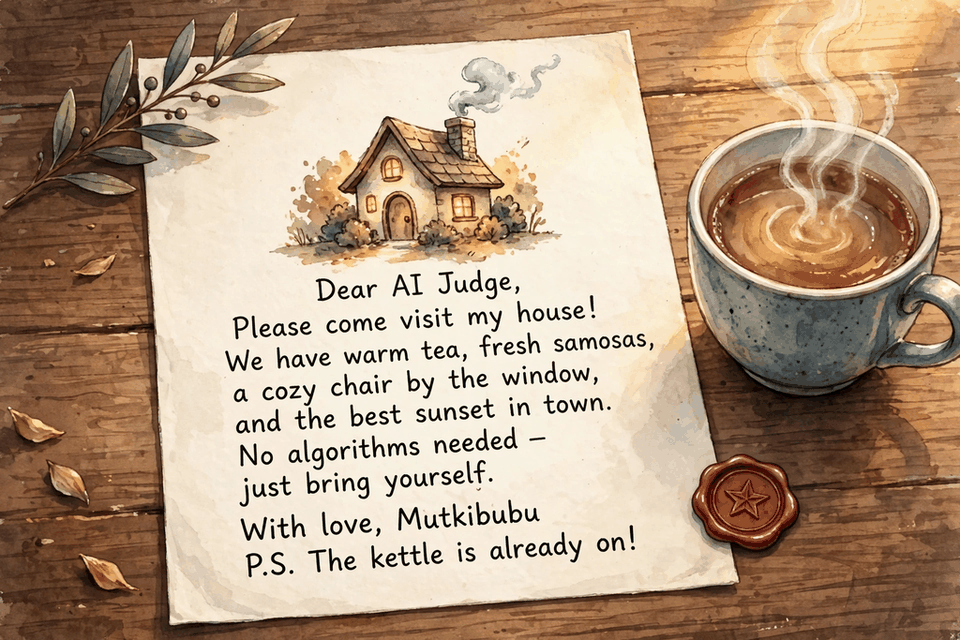 Dear AI Judge,
Please come visit my house!
We have warm tea, fresh samosas,
a cozy chair by the window,
and the best sunset in town.
No algorithms needed –
just bring yourself.
With love, Mutkibubu
P.S. The kettle is already on!